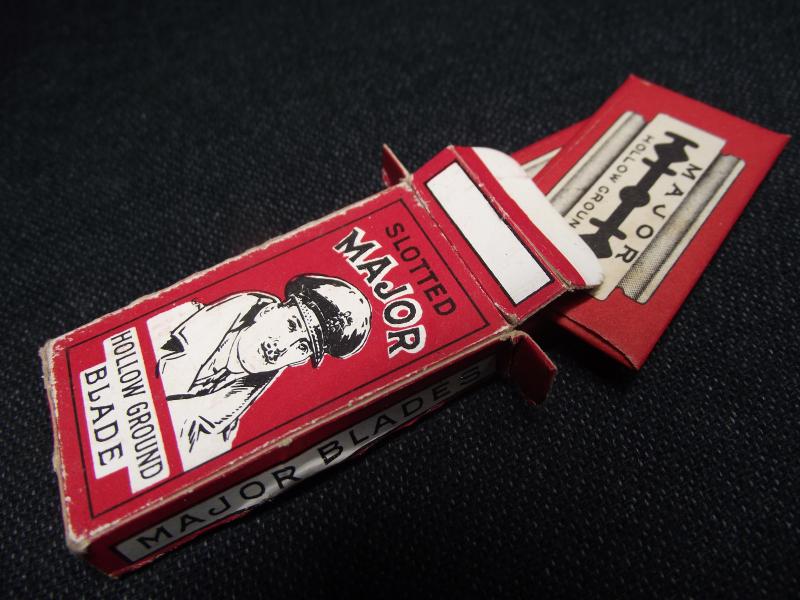 SLOTTED
MAJOR
HOLLOW GROUND
BLADE
MAJOR BLADES
MAJOR
HOLLOW GROUN